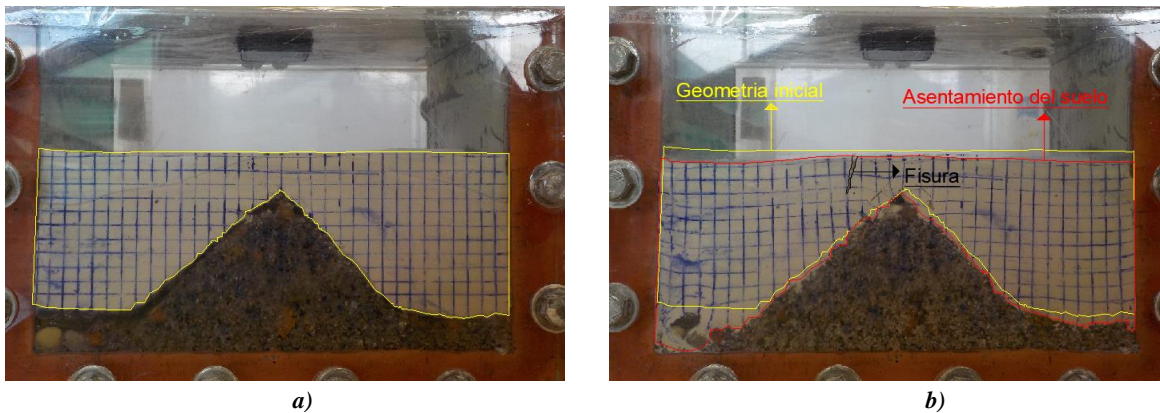 Geometria inicial
Asentamiento del suelo
Fisura
a)
b)